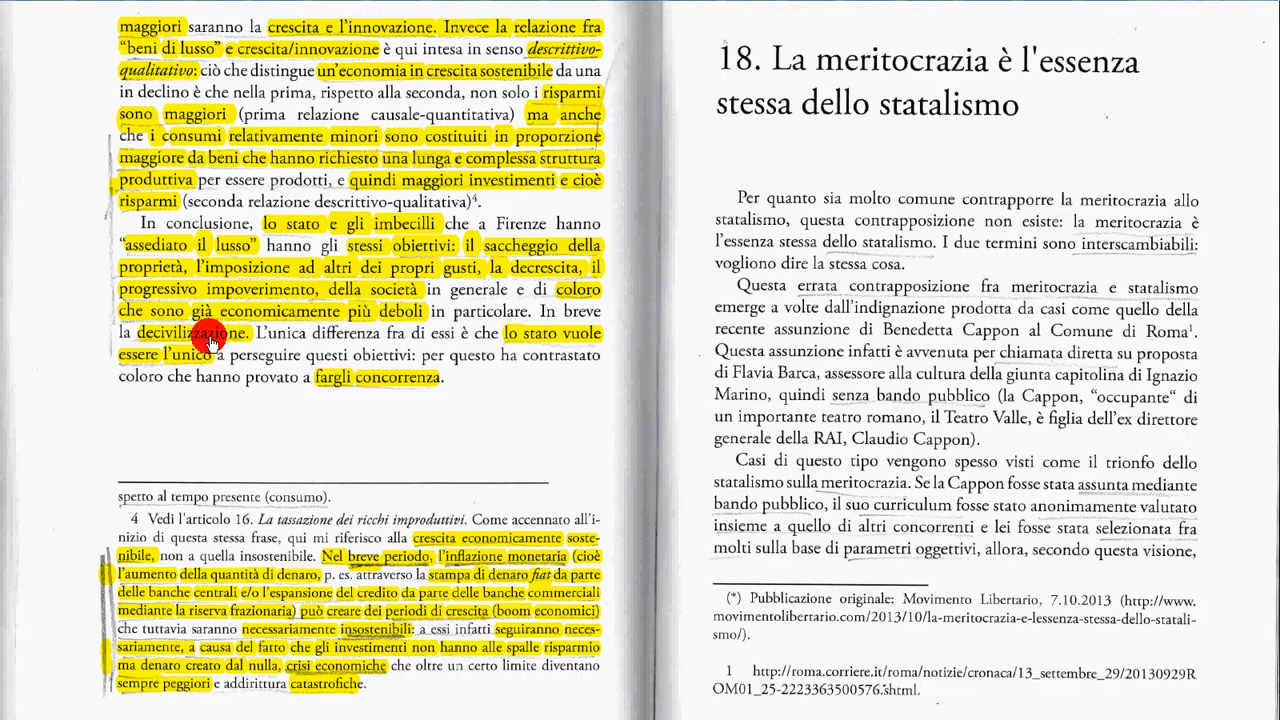 maggiori saranno la crescita e l'innovazione. Invece la relazione fra
“beni di lusso” e crescita/innovazione è qui intesa in senso descrittivo-
qualitativo: ciò che distingue un'economia in crescita sostenibile da una
in declino è che nella prima, rispetto alla seconda, non solo i risparmi
sono maggiori (prima relazione causale-quantitativa) ma anche
che i consumi relativamente minori sono costituiti in proporzione
maggiore da beni che hanno richiesto una lunga e complessa struttura
produttiva per essere prodotti, e quindi maggiori investimenti e cioè
risparmi (seconda relazione descrittivo-qualitativa)4.
In conclusione, lo stato e gli imbecilli che a Firenze hanno
“assediato il lusso” hanno gli stessi obiettivi: il saccheggio della
proprietà, l'imposizione ad altri dei propri gusti, la decrescita, il
progressivo impoverimento, della società in generale e di coloro
che sono già economicamente più deboli in particolare. In breve
la decivilizzazione. L'unica differenza fra di essi è che lo stato vuole
essere l'unico a perseguire questi obiettivi: per questo ha contrastato
coloro che hanno provato a fargli concorrenza.
spetto al tempo presente (consumo).
4 Vedi l'articolo 16. La tassazione dei ricchi improduttivi. Come accennato all'i-
nizio di questa stessa frase, qui mi riferisco alla crescita economicamente soste-
nibile, non a quella insostenibile. Nel breve periodo, l'inflazione monetaria (cioè
l'aumento della quantità di denaro, p. es. attraverso la stampa di denaro fiat da parte
delle banche centrali e/o l'espansione del credito da parte delle banche commerciali
mediante la riserva frazionaria) può creare dei periodi di crescita (boom economici)
che tuttavia saranno necessariamente insostenibili: a essi infatti seguiranno neces-
sariamente, a causa del fatto che gli investimenti non hanno alle spalle risparmio
ma denaro creato dal nulla, crisi economiche che oltre un certo limite diventano
sempre peggiori e addirittura catastrofiche.
18. La meritocrazia è l'essenza
stessa dello statalismo
Per quanto sia molto comune contrapporre la meritocrazia allo
statalismo, questa contrapposizione non esiste: la meritocrazia è
l'essenza stessa dello statalismo. I due termini sono interscambiabili:
vogliono dire la stessa cosa.
Questa errata contrapposizione fra meritocrazia e statalismo
emerge a volte dall'indignazione prodotta da casi come quello della
recente assunzione di Benedetta Cappon al Comune di Roma1.
Questa assunzione infatti è avvenuta per chiamata diretta su proposta
di Flavia Barca, assessore alla cultura della giunta capitolina di Ignazio
Marino, quindi senza bando pubblico (la Cappon, “occupante“ di
un importante teatro romano, il Teatro Valle, è figlia dell'ex direttore
generale della RAI, Claudio Cappon).
Casi di questo tipo vengono spesso visti come il trionfo dello
statalismo sulla meritocrazia. Se la Cappon fosse stata assunta mediante
bando pubblico, il suo curriculum fosse stato anonimamente valutato
insieme a quello di altri concorrenti e lei fosse stata selezionata fra
molti sulla base di parametri oggettivi, allora, secondo questa visione,
(*) Pubblicazione originale: Movimento Libertario, 7.10.2013 (http://www.
movimentolibertario.com/2013/10/la-meritocrazia-e-lessenza-stessa-dello-statali-
smo/).
1 http://roma.corriere.it/roma/notizie/cronaca/13_settembre_29/20130929R
OM01_25-2223363500576.shtml.